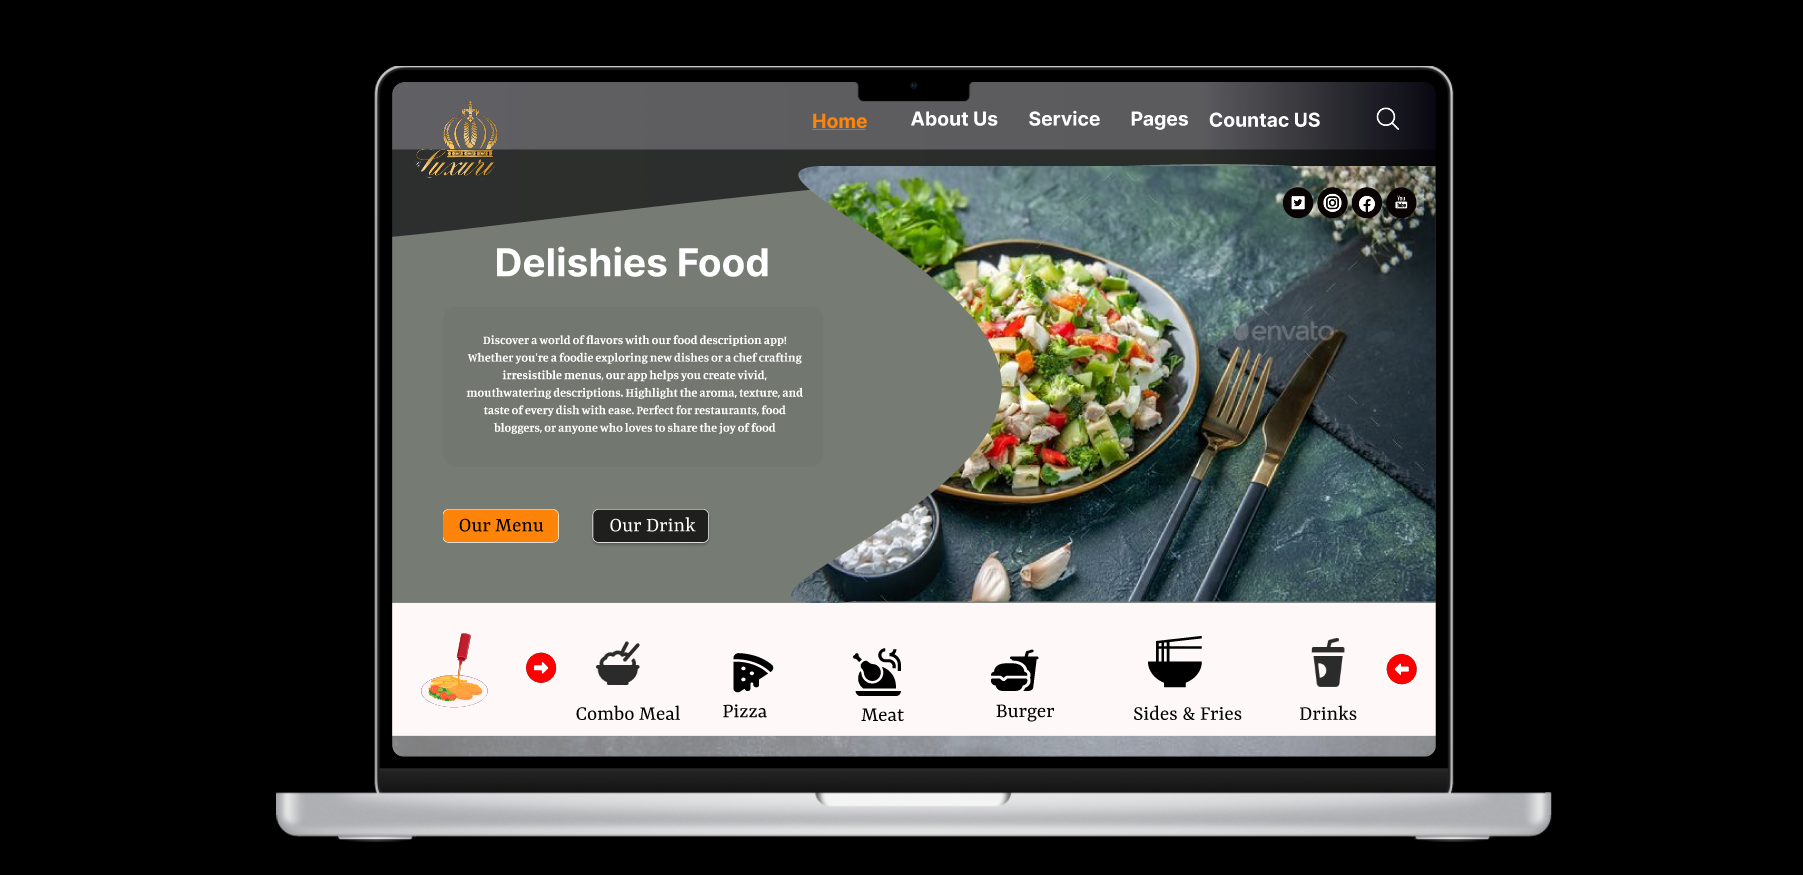 Luxuri
Home
About Us
Service
Pages
Countac US
Delishies Food
Discover a world of flavors with our food description app!
Whether you're a foodie exploring new dishes or a chef crafting
irresistible menus, our app helps you create vivid,
mouthwatering descriptions. Highlight the aroma, texture, and
taste of every dish with ease. Perfect for restaurants, food
bloggers, or anyone who loves to share the joy of food
Our Menu
Our Drink
envato
You
Combo Meal
Pizza
Meat
Burger
Sides & Fries
Drinks